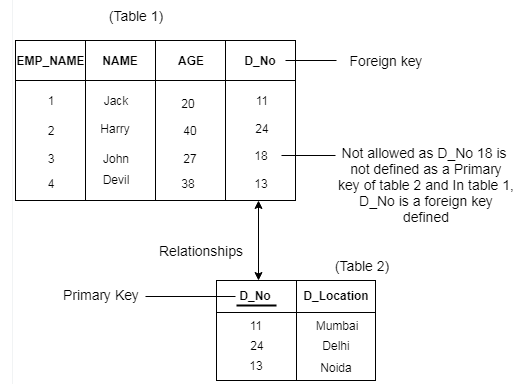 (Table 1)
EMP_NAME NAME AGE D_No Foreign key
1 Jack 20 11
2 Harry 40 24
3 John 27 18 Not allowed as D_No 18 is
not defined as a Primary
4 Devil 38 13 key of table 2 and In table 1,
D_No is a foreign key
defined
Relationships
(Table 2)
Primary Key D_No D_Location
11 Mumbai
24 Delhi
13 Noida